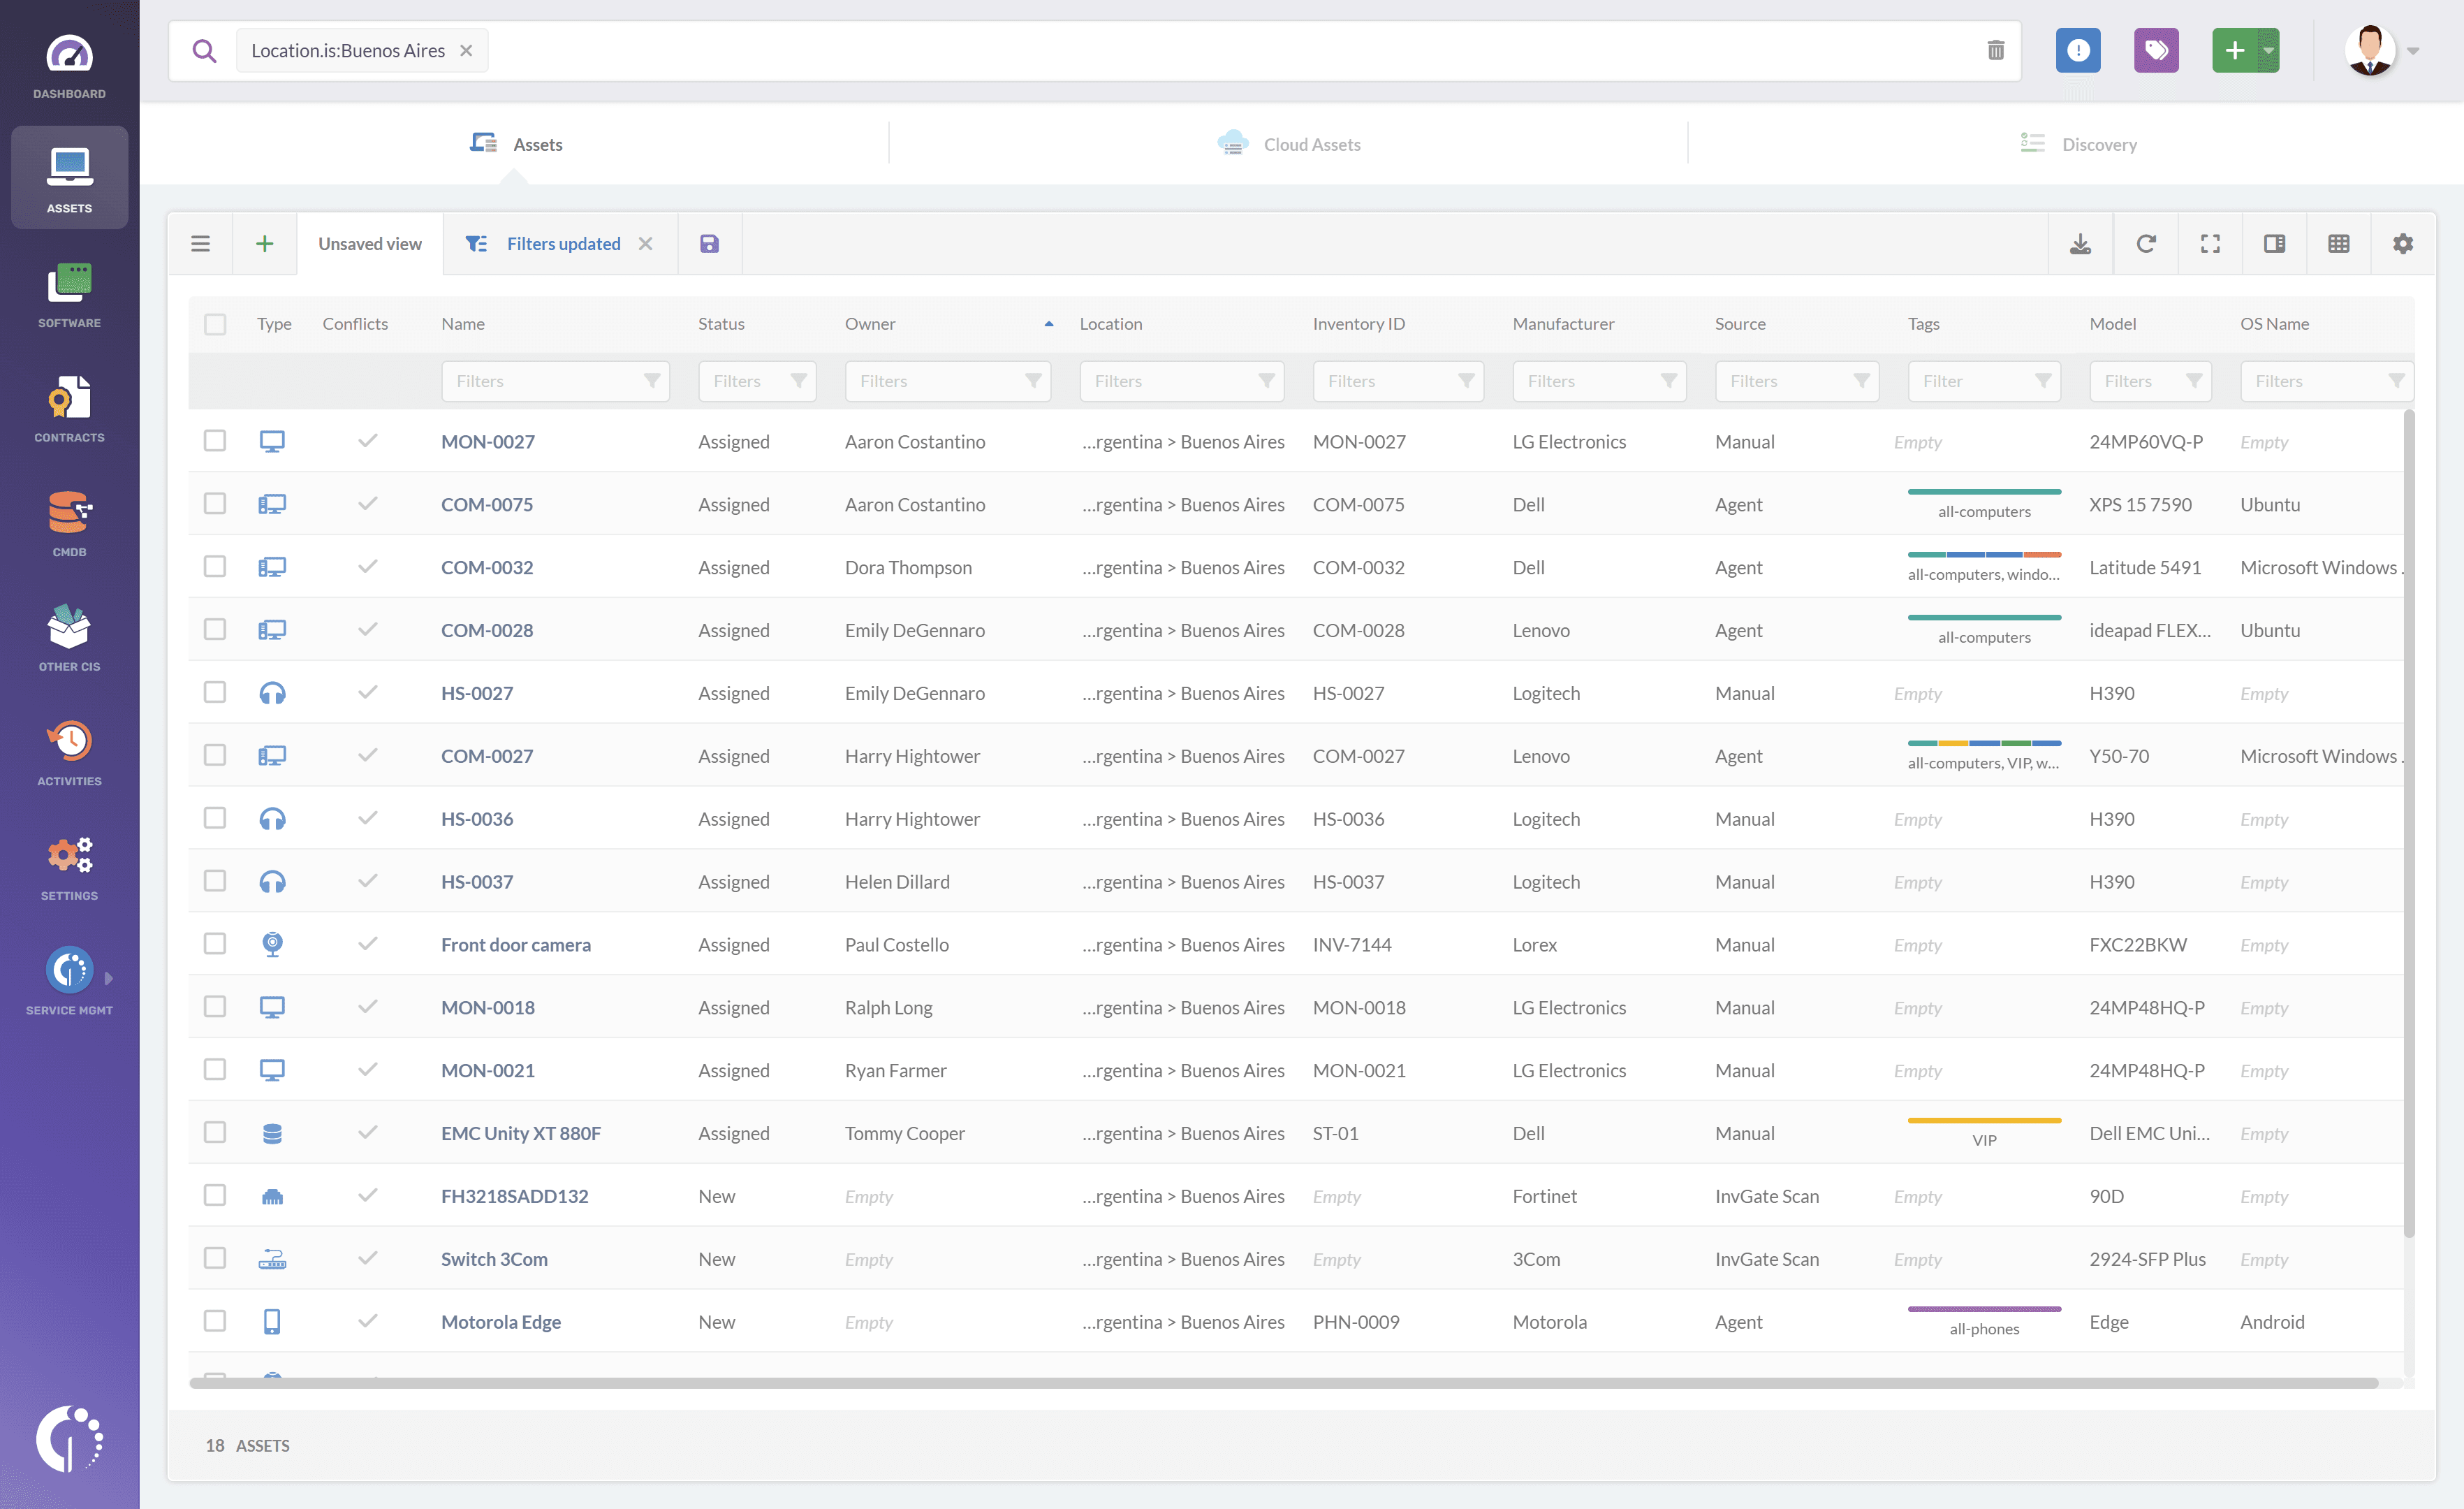 Location.is:Buenos Aires
DASHBOARD
ASSETS
SOFTWARE
CONTRACTS
CMDB
OTHER CIS
ACTIVITIES
SETTINGS
SERVICE MGMT
Assets Cloud Assets Discovery
Unsaved view Filters updated
Type Conflicts Name Status Owner Location Inventory ID Manufacturer Source Tags Model OS Name
Filters Filters Filters Filters Filters Filters Filters Filter Filters Filters
MON-0027 Assigned Aaron Costantino ...rgentina > Buenos Aires MON-0027 LG Electronics Manual Empty 24MP60VQ-P Empty
COM-0075 Assigned Aaron Costantino ...rgentina > Buenos Aires COM-0075 Dell Agent all-computers XPS 15 7590 Ubuntu
COM-0032 Assigned Dora Thompson ...rgentina > Buenos Aires COM-0032 Dell Agent all-computers, windo... Latitude 5491 Microsoft Windows .
COM-0028 Assigned Emily DeGennaro ...rgentina > Buenos Aires COM-0028 Lenovo Agent all-computers ideapad FLEX... Ubuntu
HS-0027 Assigned Emily DeGennaro ...rgentina > Buenos Aires HS-0027 Logitech Manual Empty H390 Empty
COM-0027 Assigned Harry Hightower ...rgentina > Buenos Aires COM-0027 Lenovo Agent all-computers, VIP, w... Y50-70 Microsoft Windows .
HS-0036 Assigned Harry Hightower ...rgentina > Buenos Aires HS-0036 Logitech Manual Empty H390 Empty
HS-0037 Assigned Helen Dillard ...rgentina > Buenos Aires HS-0037 Logitech Manual Empty H390 Empty
Front door camera Assigned Paul Costello ...rgentina > Buenos Aires INV-7144 Lorex Manual Empty FXC22BKW Empty
MON-0018 Assigned Ralph Long ...rgentina > Buenos Aires MON-0018 LG Electronics Manual Empty 24MP48HQ-P Empty
MON-0021 Assigned Ryan Farmer ...rgentina > Buenos Aires MON-0021 LG Electronics Manual Empty 24MP48HQ-P Empty
EMC Unity XT 880F Assigned Tommy Cooper ...rgentina > Buenos Aires ST-01 Dell Manual VIP Dell EMC Uni... Empty
FH3218SADD132 New Empty ...rgentina > Buenos Aires Empty Fortinet InvGate Scan Empty 90D Empty
Switch 3Com New Empty ...rgentina > Buenos Aires Empty 3Com InvGate Scan Empty 2924-SFP Plus Empty
Motorola Edge New Empty ...rgentina > Buenos Aires PHN-0009 Motorola Agent all-phones Edge Android
18 ASSETS